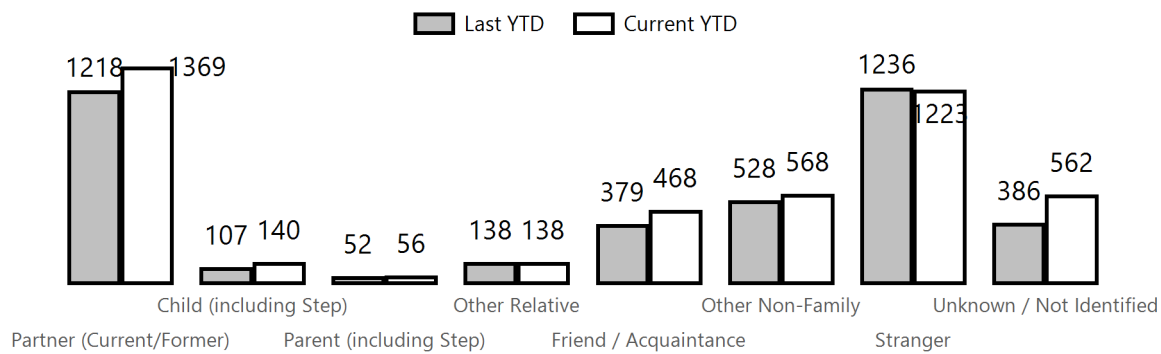 Last YTD Current YTD
1218 1369 107 140 52 56 138 138 379 468 528 568 1236 1223 386 562
Child (including Step) Other Relative Other Non-Family Unknown / Not Identified
Partner (Current/Former) Parent (including Step) Friend / Acquaintance Stranger